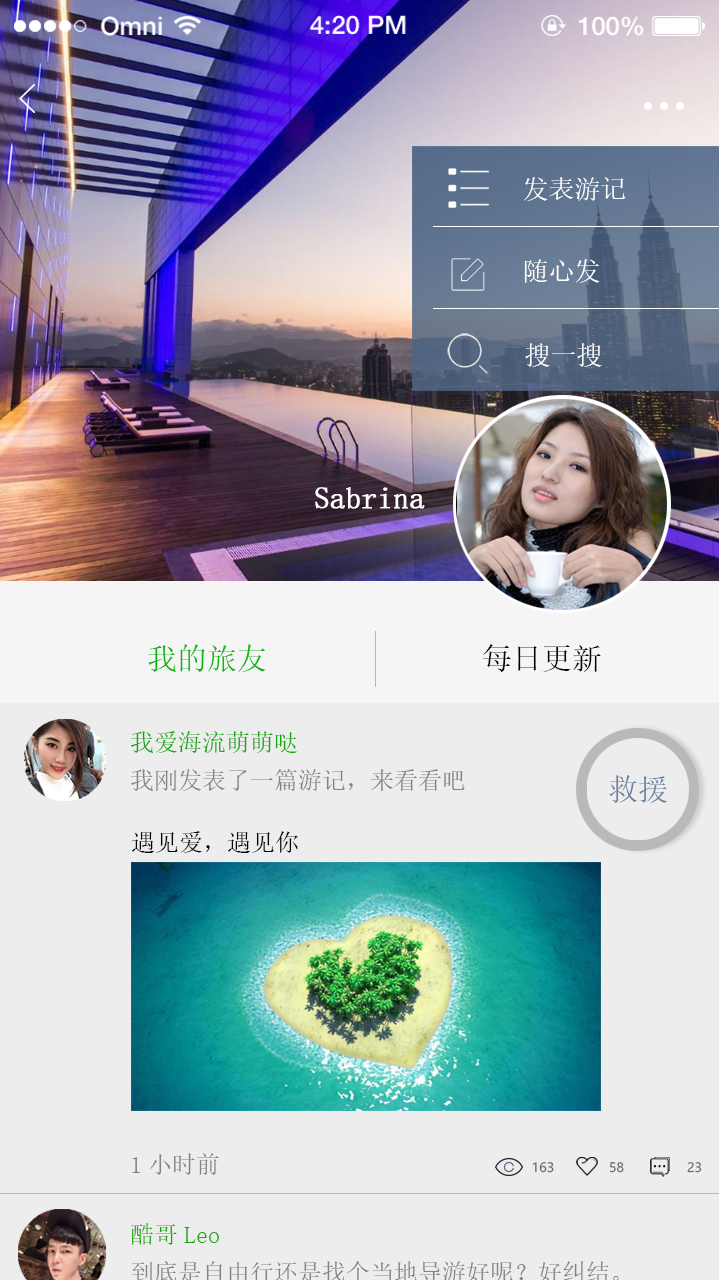 Omni 4:20 PM 100%
发表游记
随心发
搜一搜
Sabrina
我的旅友 每日更新
我爱海流萌萌哒
我刚发表了一篇游记，来看看吧
救援
遇见爱，遇见你
1 小时前 163 58 23
酷哥 Leo
到底是自由行还是找个当地导游好呢？好纠结。